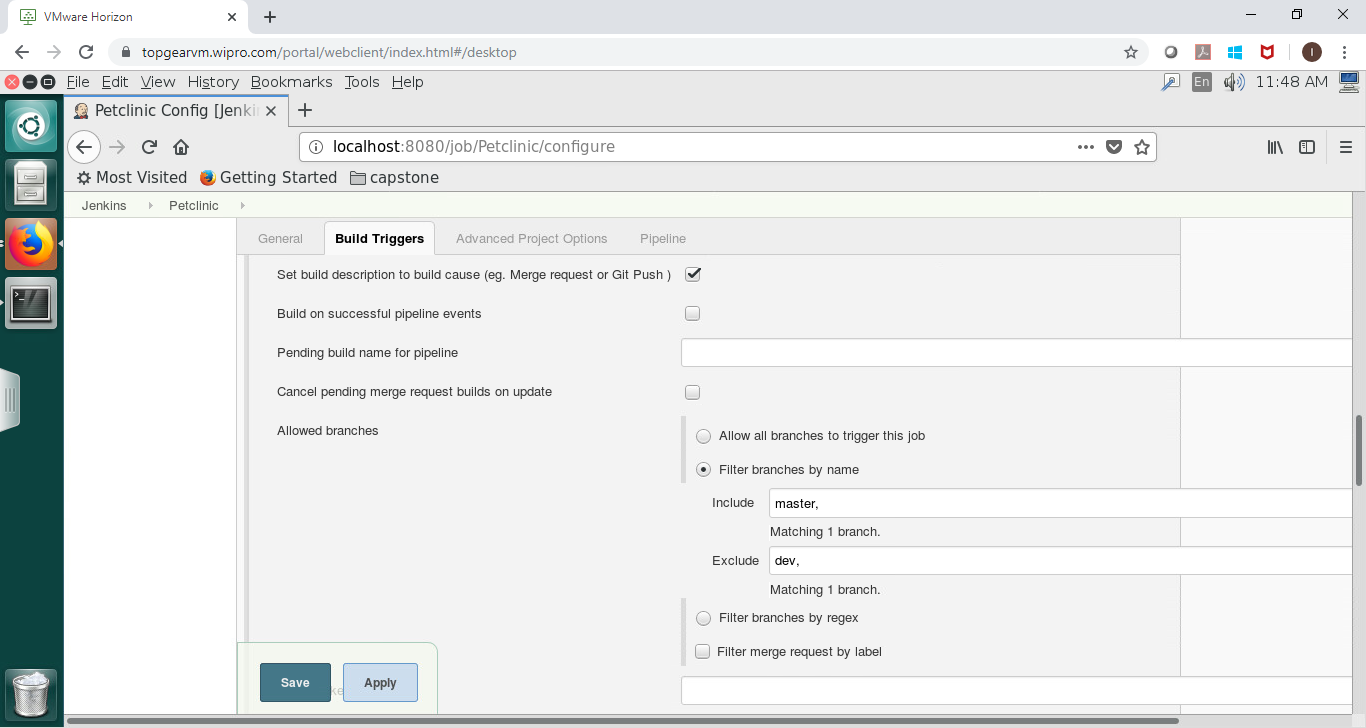 VMware Horizon
topgearvm.wipro.com/portal/webclient/index.html#/desktop
I
File Edit View History Bookmarks Tools Help
En 11:48 AM
Petclinic Config [Jenki
localhost:8080/job/Petclinic/configure
Most Visited Getting Started capstone
Jenkins Petclinic
General Build Triggers Advanced Project Options Pipeline
Set build description to build cause (eg. Merge request or Git Push )
Build on successful pipeline events
Pending build name for pipeline
Cancel pending merge request builds on update
Allowed branches
Allow all branches to trigger this job
Filter branches by name
Include master,
Matching 1 branch.
Exclude dev,
Matching 1 branch.
Filter branches by regex
Filter merge request by label
Save Apply